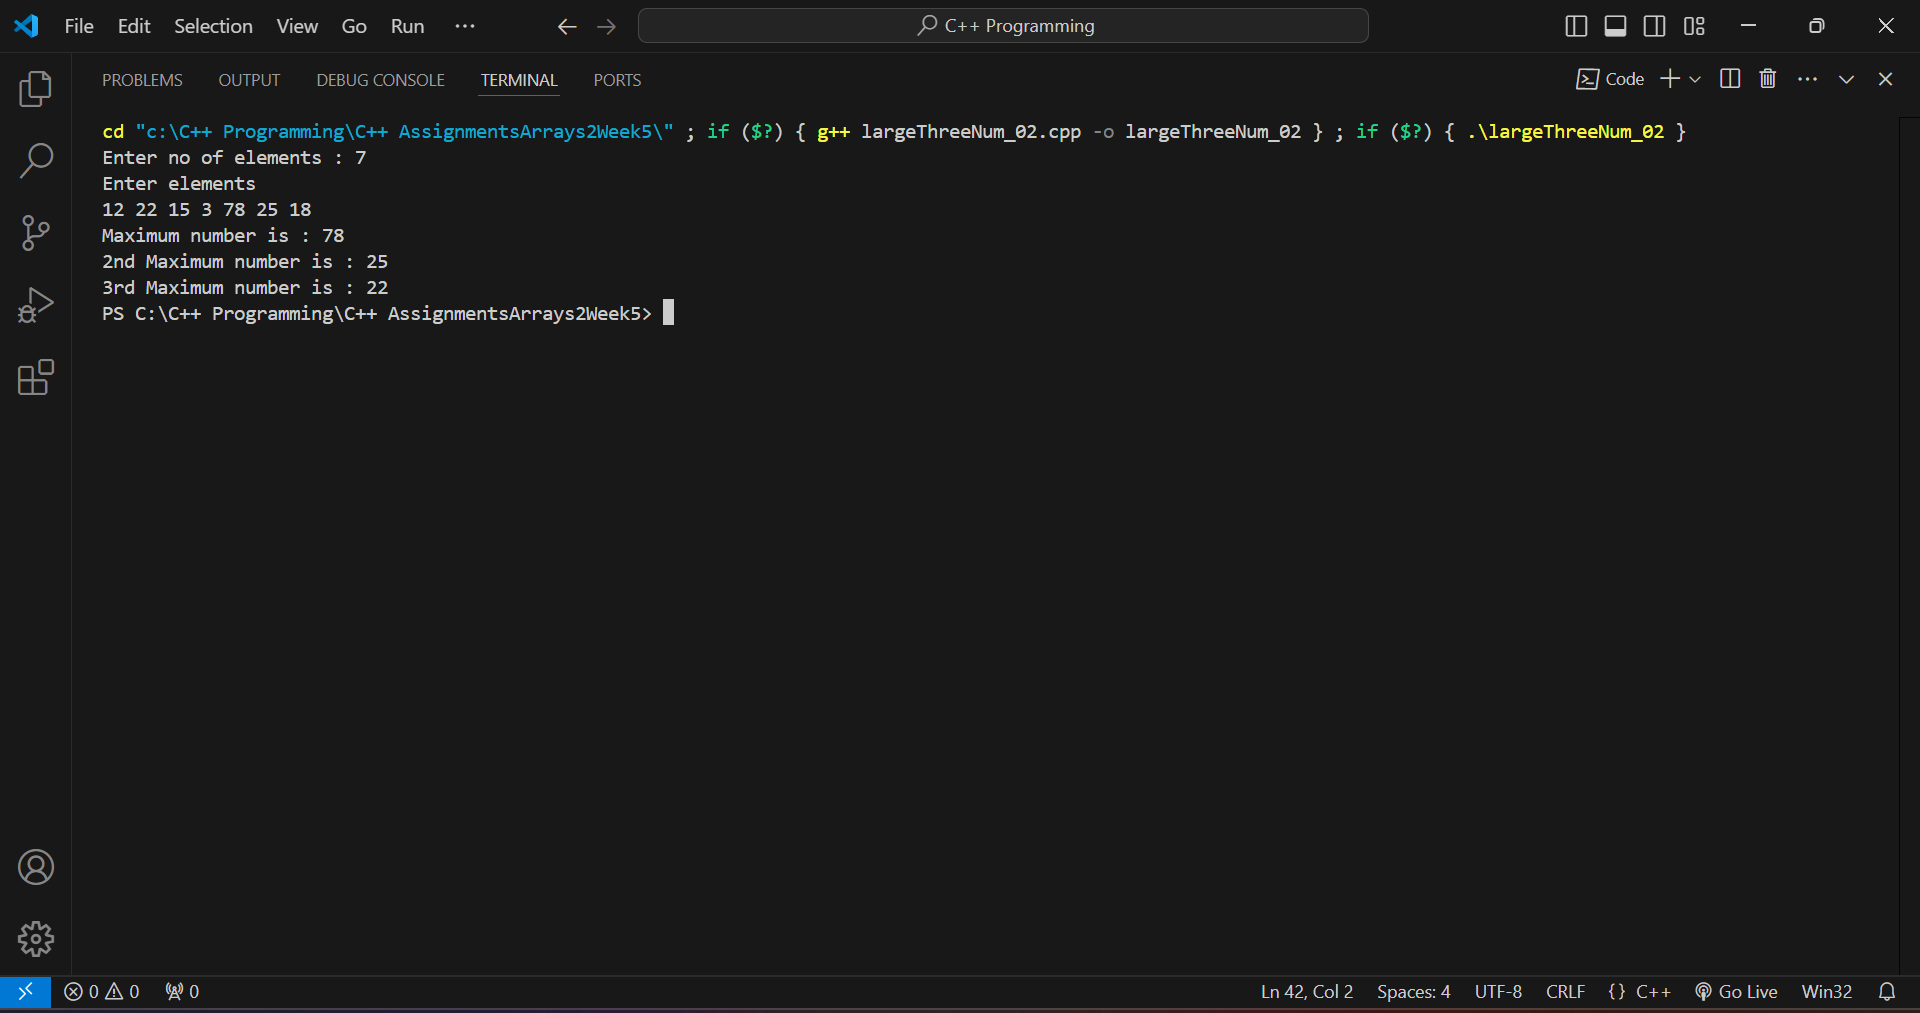 File Edit Selection View Go Run ··· C++ Programming
PROBLEMS OUTPUT DEBUG CONSOLE TERMINAL PORTS Code
cd "c:\C++ Programming\C++ AssignmentsArrays2Week5\" ; if ($?) { g++ largeThreeNum_02.cpp -o largeThreeNum_02 } ; if ($?) { .\largeThreeNum_02 }
Enter no of elements : 7
Enter elements
12 22 15 3 78 25 18
Maximum number is : 78
2nd Maximum number is : 25
3rd Maximum number is : 22
PS C:\C++ Programming\C++ AssignmentsArrays2Week5>
0 0 0 Ln 42, Col 2 Spaces: 4 UTF-8 CRLF {} C++ Go Live Win32